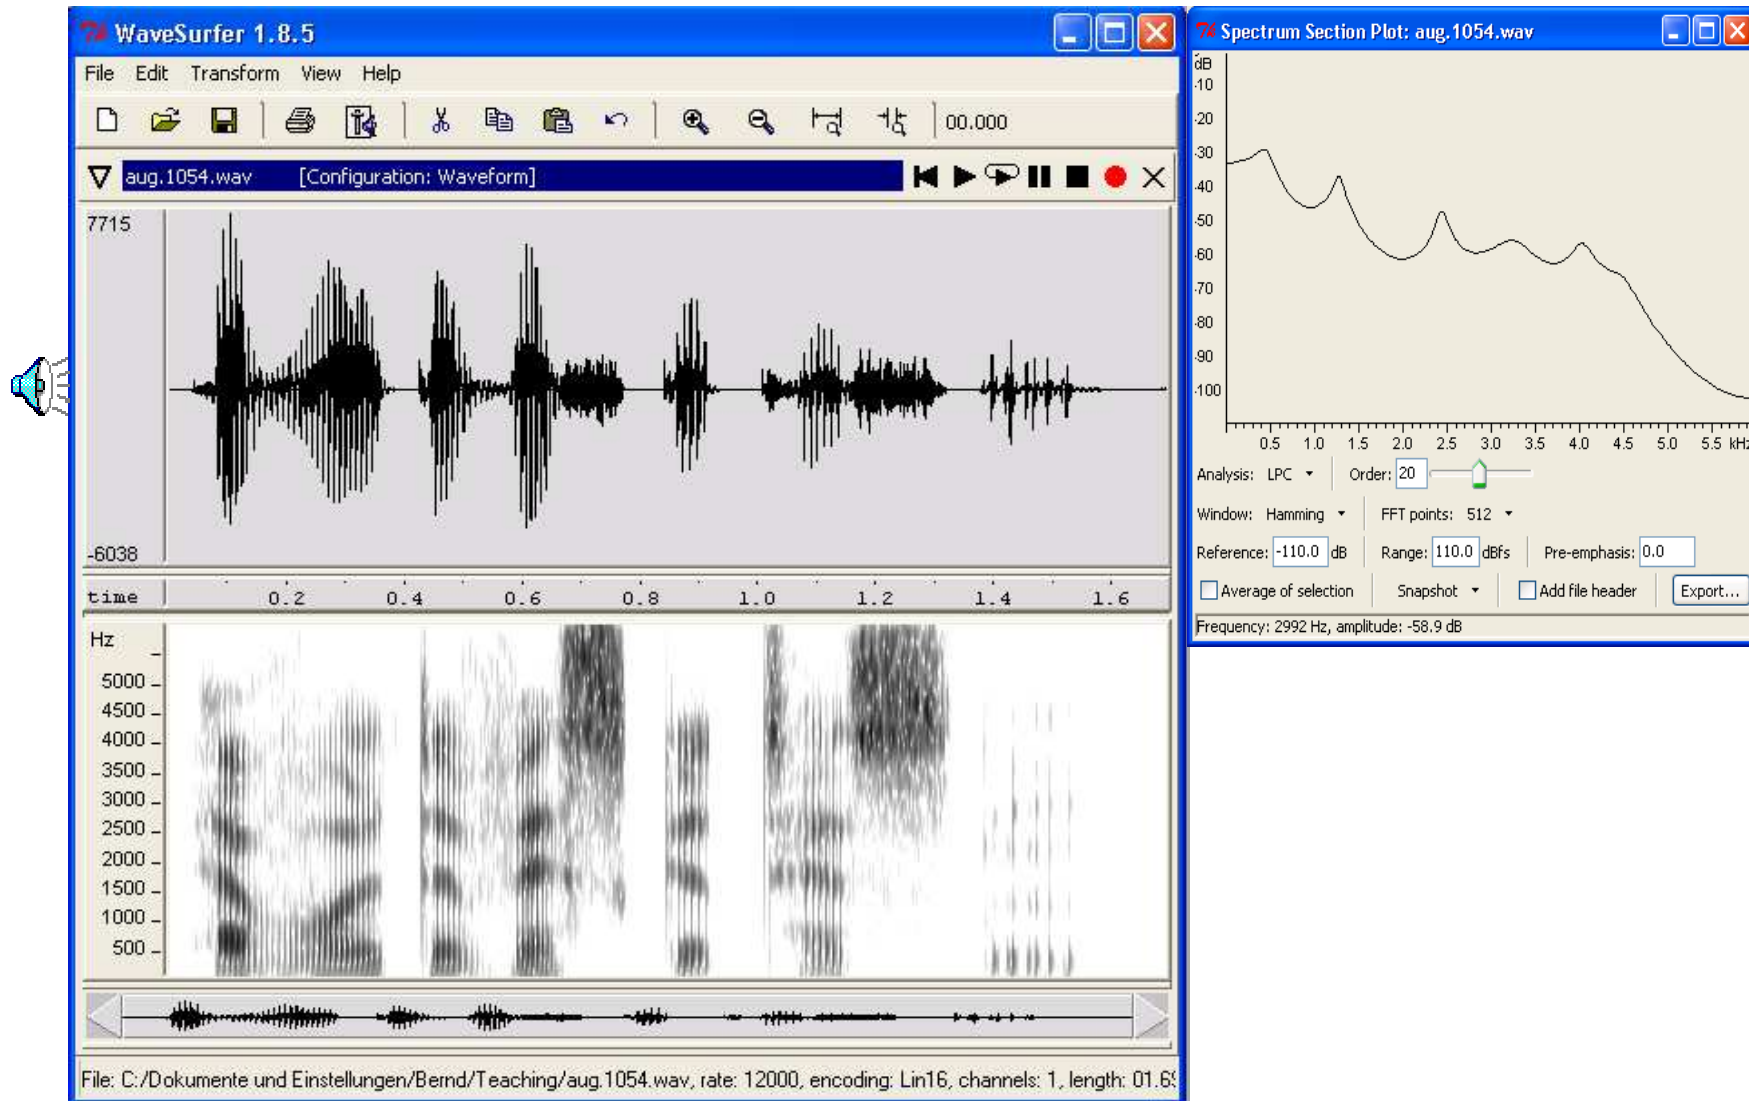 WaveSurfer 1.8.5
File Edit Transform View Help
00.000
aug.1054.wav [Configuration: Waveform]
7715
-6038
time 0.2 0.4 0.6 0.8 1.0 1.2 1.4 1.6
Hz
5000
4500
4000
3500
3000
2500
2000
1500
1000
500
File: C:/Dokumente und Einstellungen/Bernd/Teaching/aug.1054.wav, rate: 12000, encoding: Lin16, channels: 1, length: 01.69
Spectrum Section Plot: aug.1054.wav
dB
-10
-20
-30
-40
-50
-60
-70
-80
-90
-100
0.5 1.0 1.5 2.0 2.5 3.0 3.5 4.0 4.5 5.0 5.5 kHz
Analysis: LPC Order: 20
Window: Hamming FFT points: 512
Reference: -110.0 dB Range: 110.0 dBfs Pre-emphasis: 0.0
Average of selection Snapshot Add file header Export...
Frequency: 2992 Hz, amplitude: -58.9 dB